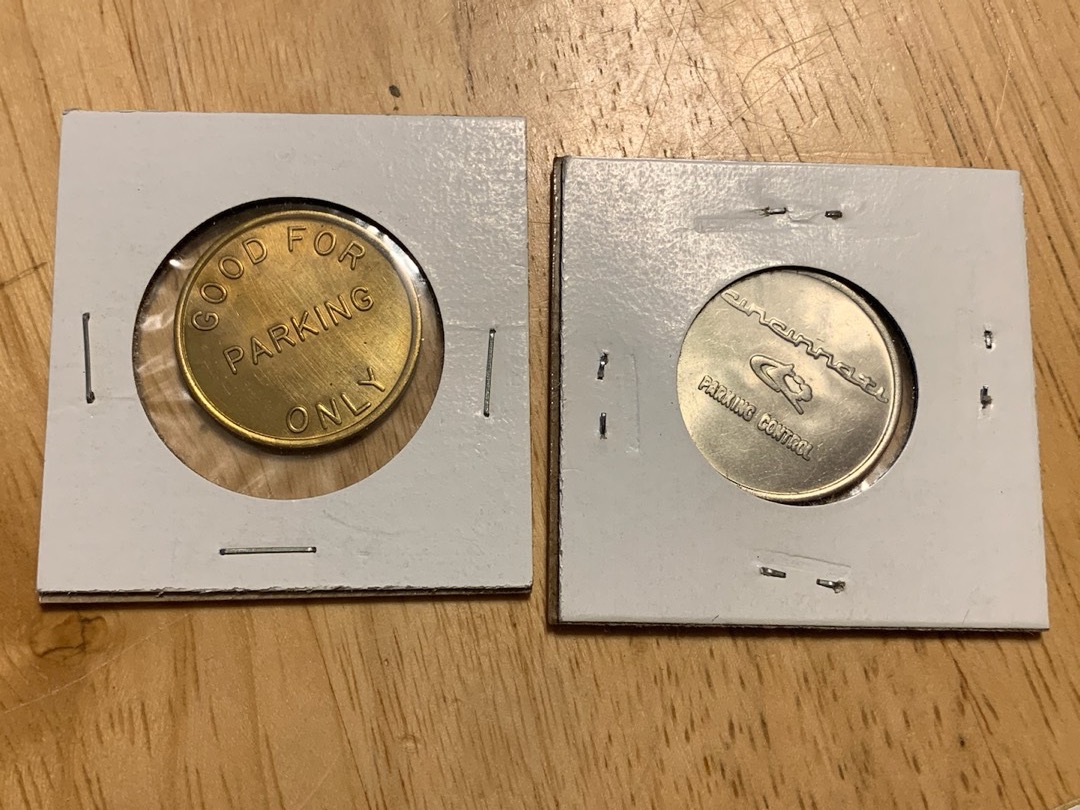 GOOD FOR
PARKING
ONLY
cincinnati
PARKING CONTROL